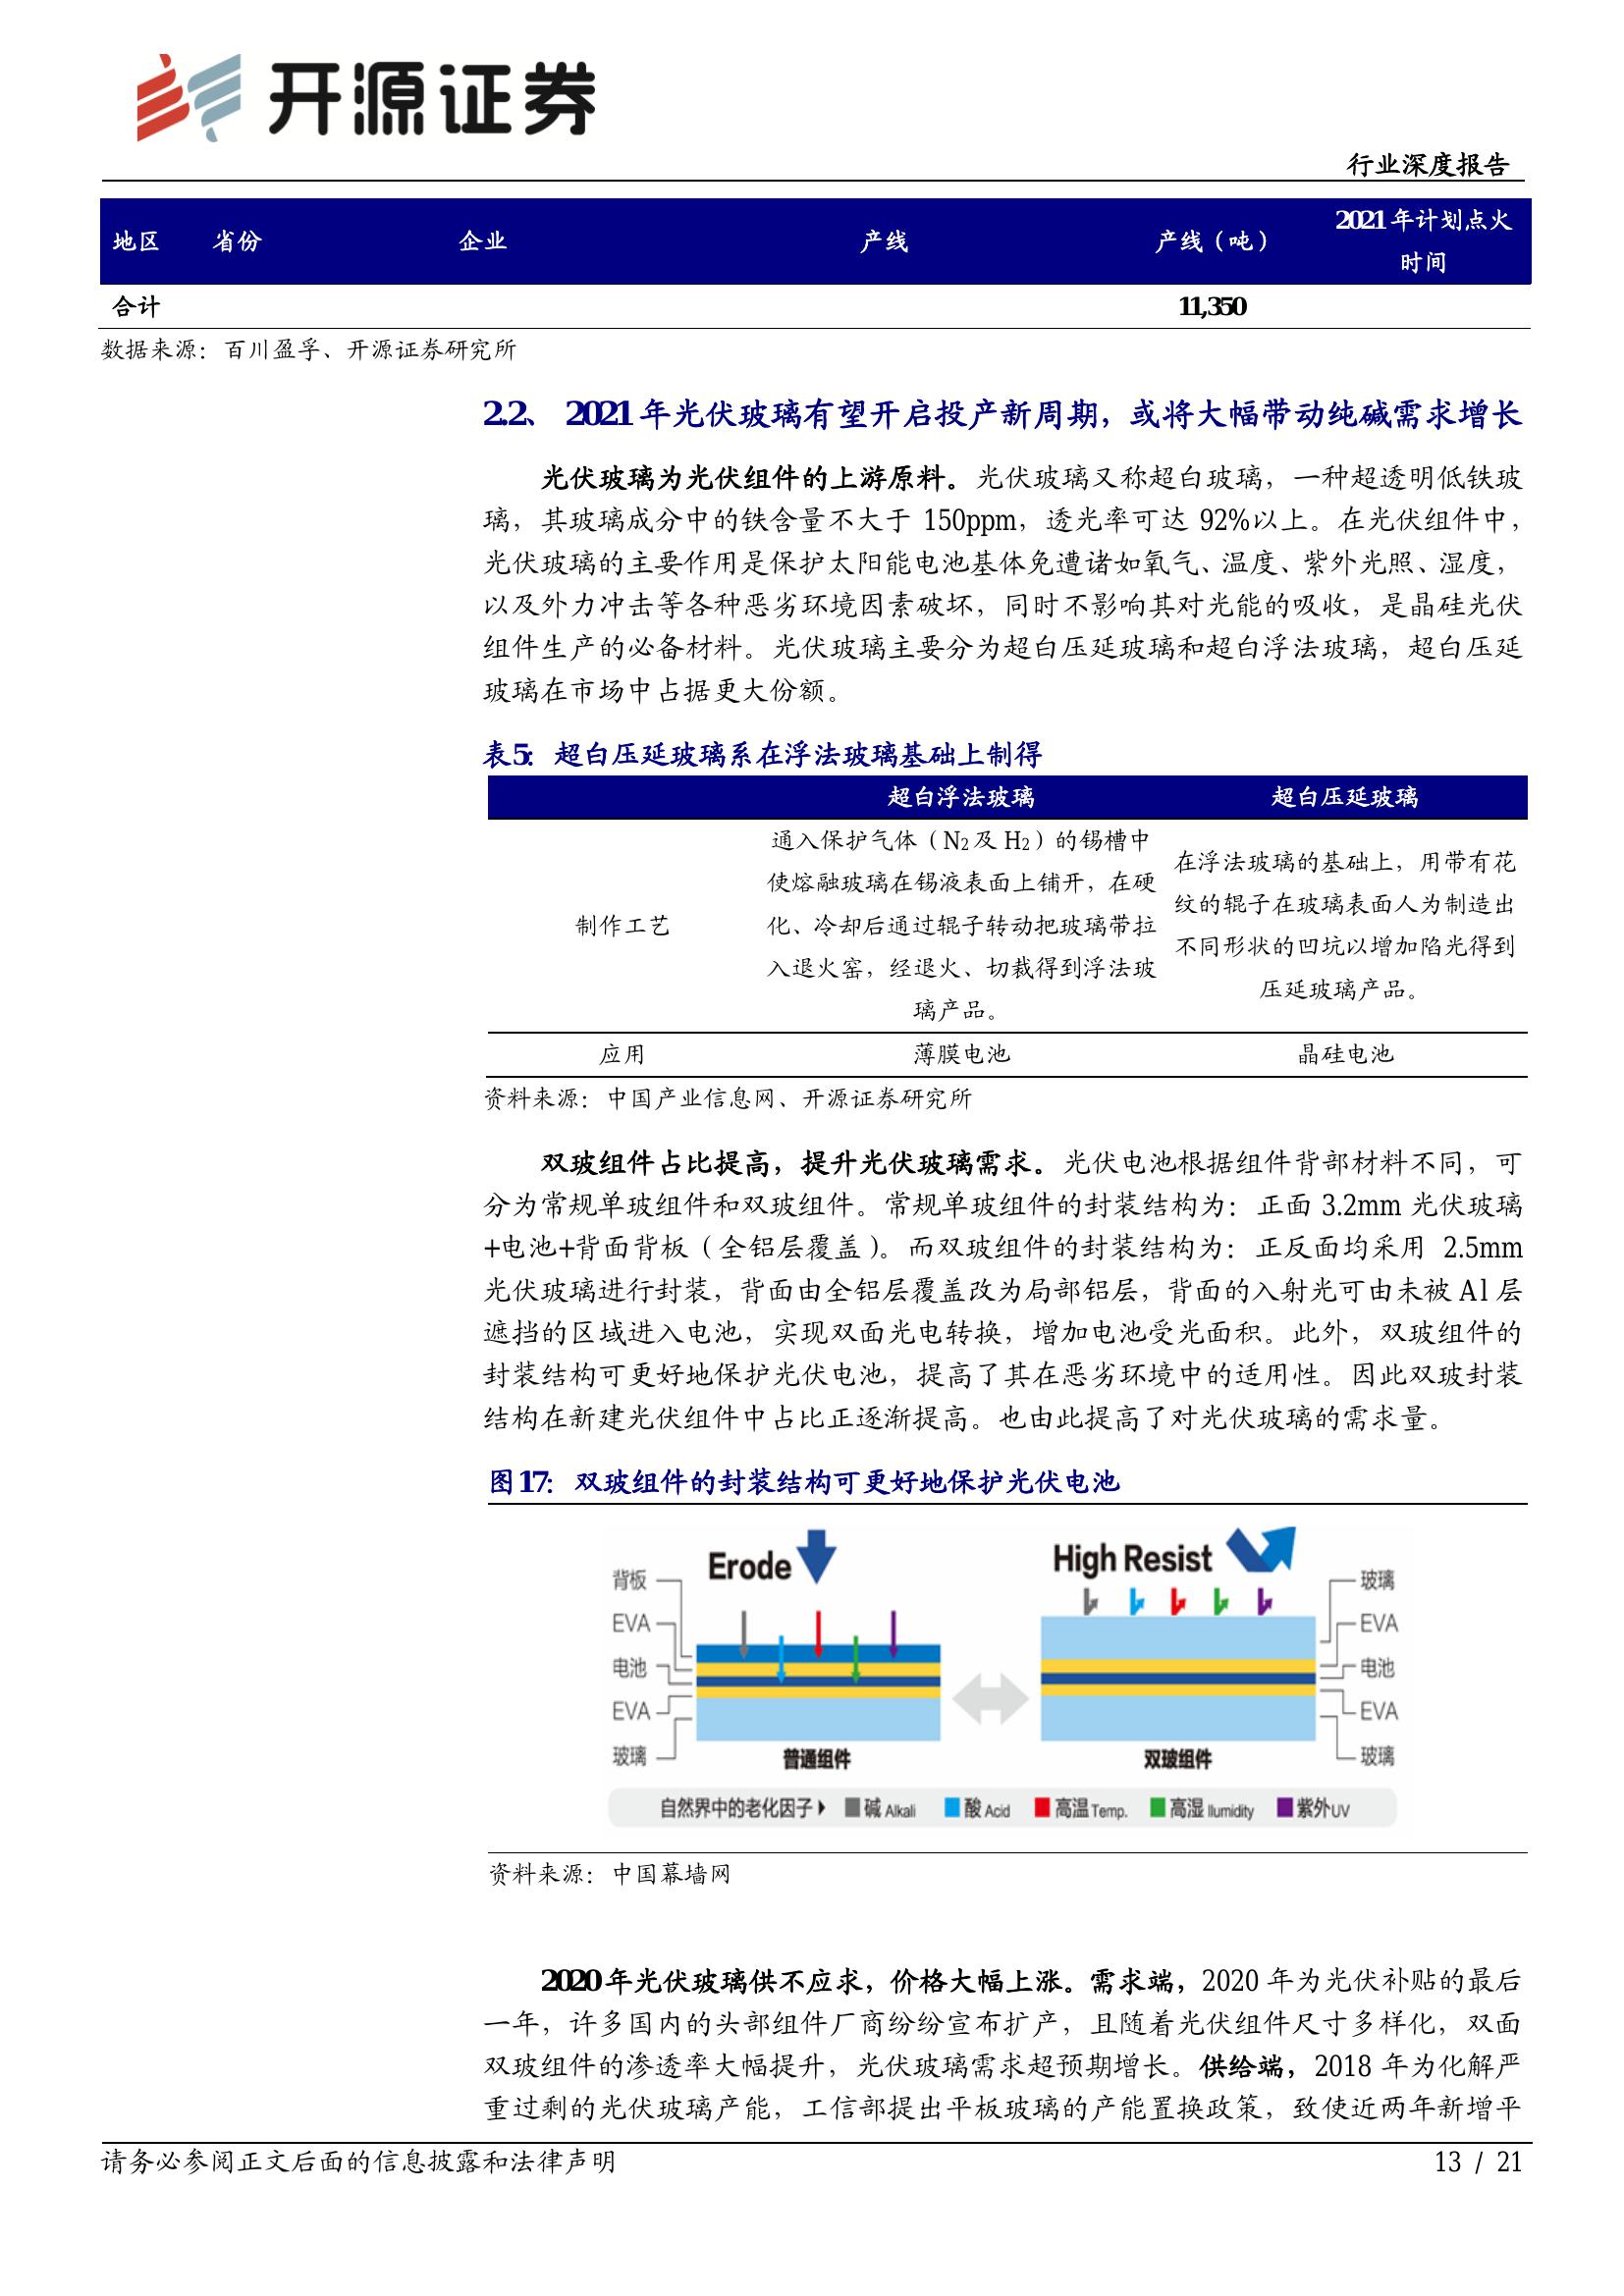 开源证券
行业深度报告
地区 省份 企业 产线 产线（吨） 2021 年计划点火
时间
合计 11,350
数据来源：百川盈孚、开源证券研究所
2.2、 2021 年光伏玻璃有望开启投产新周期，或将大幅带动纯碱需求增长
光伏玻璃为光伏组件的上游原料。光伏玻璃又称超白玻璃，一种超透明低铁玻
璃，其玻璃成分中的铁含量不大于 150ppm，透光率可达 92%以上。在光伏组件中，
光伏玻璃的主要作用是保护太阳能电池基体免遭诸如氧气、温度、紫外光照、湿度，
以及外力冲击等各种恶劣环境因素破坏，同时不影响其对光能的吸收，是晶硅光伏
组件生产的必备材料。光伏玻璃主要分为超白压延玻璃和超白浮法玻璃，超白压延
玻璃在市场中占据更大份额。
表5：超白压延玻璃系在浮法玻璃基础上制得
超白浮法玻璃 超白压延玻璃
制作工艺
通入保护气体（N2 及 H2）的锡槽中
使熔融玻璃在锡液表面上铺开，在硬
化、冷却后通过辊子转动把玻璃带拉
入退火窑，经退火、切裁得到浮法玻
璃产品。
在浮法玻璃的基础上，用带有花
纹的辊子在玻璃表面人为制造出
不同形状的凹坑以增加陷光得到
压延玻璃产品。
应用 薄膜电池 晶硅电池
资料来源：中国产业信息网、开源证券研究所
双玻组件占比提高，提升光伏玻璃需求。光伏电池根据组件背部材料不同，可
分为常规单玻组件和双玻组件。常规单玻组件的封装结构为：正面 3.2mm 光伏玻璃
+电池+背面背板（全铝层覆盖）。而双玻组件的封装结构为：正反面均采用 2.5mm
光伏玻璃进行封装，背面由全铝层覆盖改为局部铝层，背面的入射光可由未被 Al 层
遮挡的区域进入电池，实现双面光电转换，增加电池受光面积。此外，双玻组件的
封装结构可更好地保护光伏电池，提高了其在恶劣环境中的适用性。因此双玻封装
结构在新建光伏组件中占比正逐渐提高。也由此提高了对光伏玻璃的需求量。
图17：双玻组件的封装结构可更好地保护光伏电池
Erode
背板
EVA
电池
EVA
玻璃
普通组件
High Resist
玻璃
EVA
电池
EVA
玻璃
双玻组件
自然界中的老化因子 碱 Alkali 酸 Acid 高温 Temp. 高湿 Ilumidity 紫外 UV
资料来源：中国幕墙网
2020 年光伏玻璃供不应求，价格大幅上涨。需求端，2020 年为光伏补贴的最后
一年，许多国内的头部组件厂商纷纷宣布扩产，且随着光伏组件尺寸多样化，双面
双玻组件的渗透率大幅提升，光伏玻璃需求超预期增长。供给端，2018 年为化解严
重过剩的光伏玻璃产能，工信部提出平板玻璃的产能置换政策，致使近两年新增平
请务必参阅正文后面的信息披露和法律声明 13 / 21